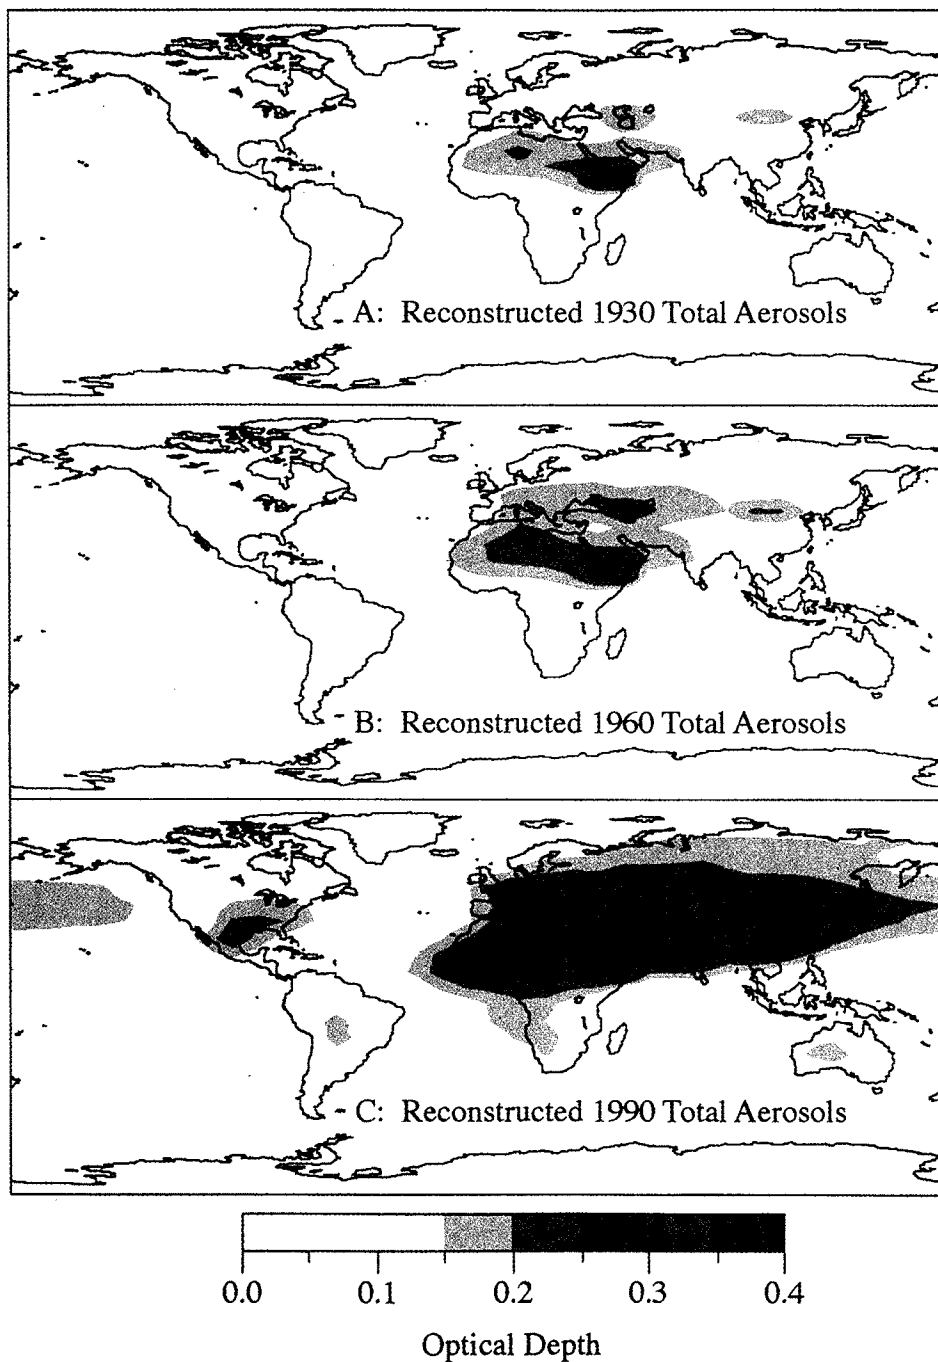 A: Reconstructed 1930 Total Aerosols
B: Reconstructed 1960 Total Aerosols
C: Reconstructed 1990 Total Aerosols
0.0 0.1 0.2 0.3 0.4
Optical Depth